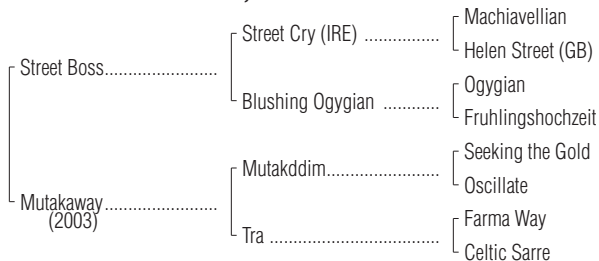 Machiavellian
Street Cry (IRE) ................
Helen Street (GB)
Street Boss........................
Ogygian
Blushing Ogygian ............
Fruhlingshochzeit
Seeking the Gold
Mutakddim........................
Oscillate
Mutakaway........................
(2003)
Farma Way
Tra ....................................
Celtic Sarre